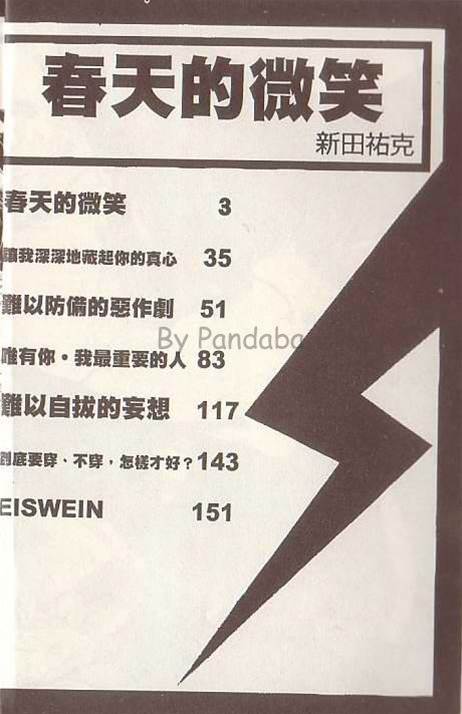 春天的微笑
新田祐克
春天的微笑 3
讓我深深地藏起你的真心 35
難以防備的惡作劇 51
By Pandaba
唯有你・我最重要的人 83
難以自拔的妄想 117
到底要穿・不穿，怎樣才好？ 143
EISWEIN 151